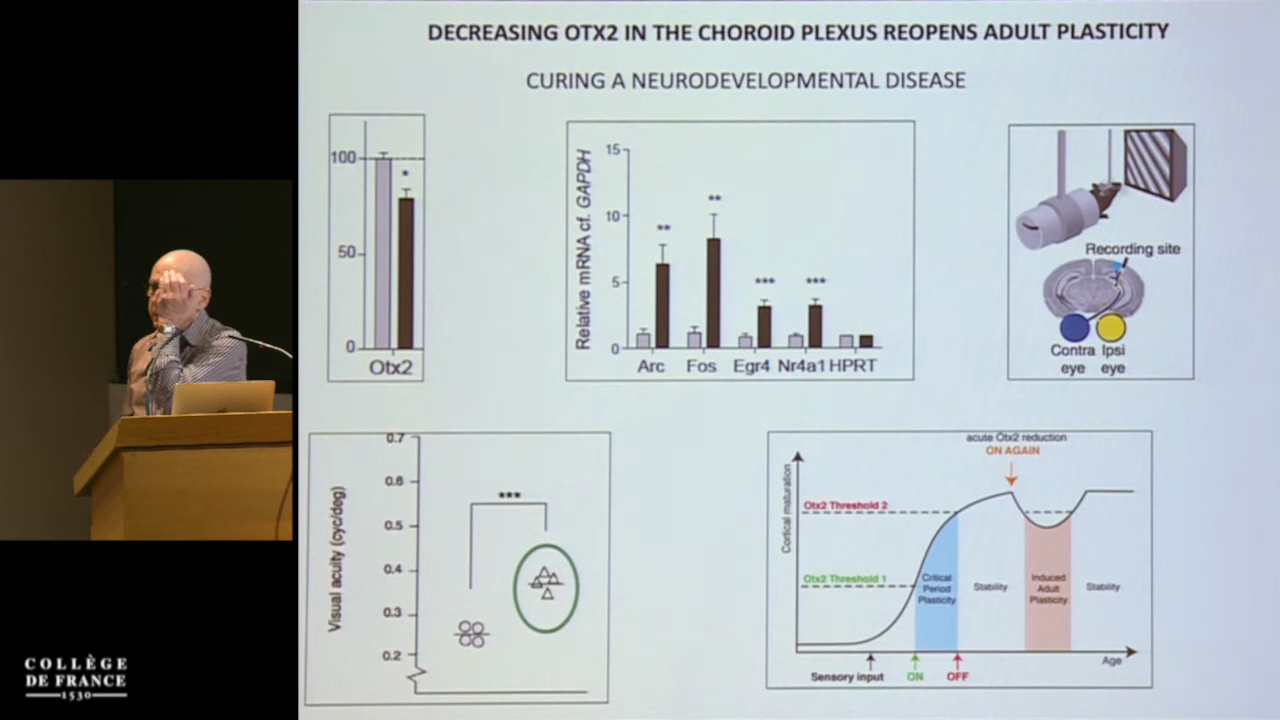 DECREASING OTX2 IN THE CHOROID PLEXUS REOPENS ADULT PLASTICITY
CURING A NEURODEVELOPMENTAL DISEASE
100
*
50
0
Otx2
Relative mRNA cf. GAPDH
15
10
5
0
**
**
***
***
Arc Fos Egr4 Nr4a1 HPRT
Recording site
Contra Ipsi
eye eye
Visual acuity (cyc/deg)
0.7
0.6
0.5
0.4
0.3
0.2
***
acute Otx2 reduction
ON AGAIN
Cortical maturation
Otx2 Threshold 2
Otx2 Threshold 1
Critical
Period
Plasticity
Stability
Induced
Adult
Plasticity
Stability
Age
Sensory input ON OFF
COLLÈGE
DE FRANCE
1530